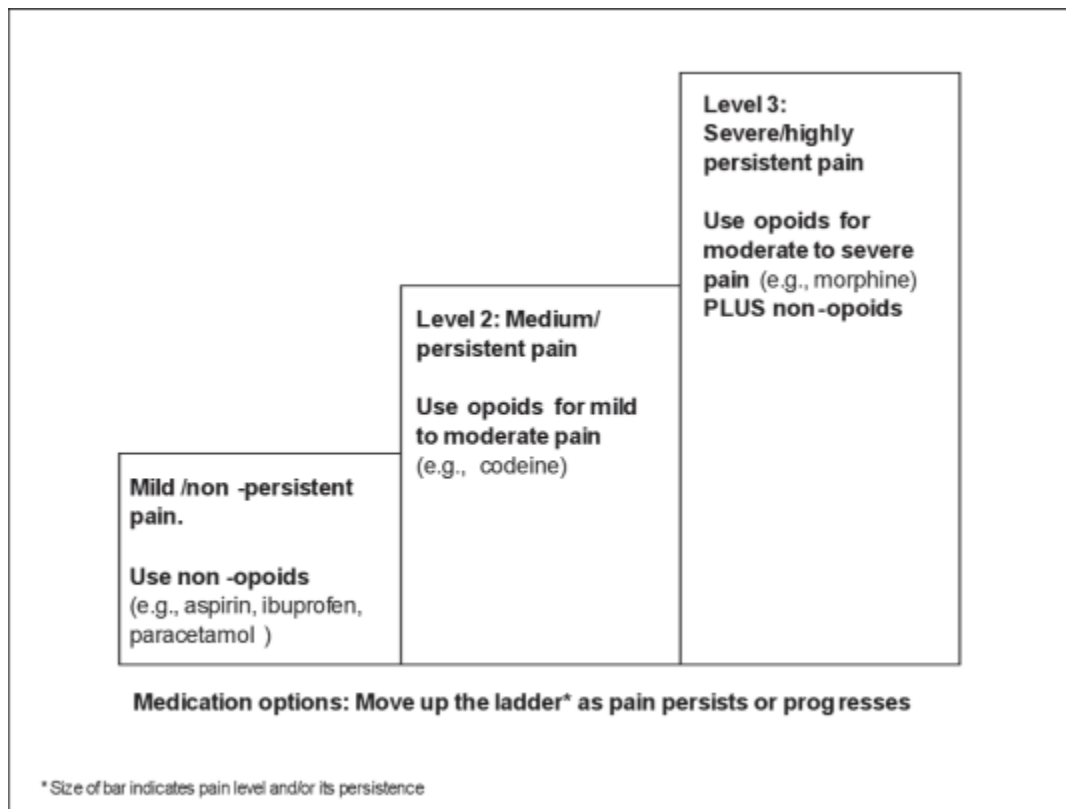 Mild /non -persistent
pain.
Use non -opoids
(e.g., aspirin, ibuprofen,
paracetamol )
Level 2: Medium/
persistent pain
Use opoids for mild
to moderate pain
(e.g., codeine)
Level 3:
Severe/highly
persistent pain
Use opoids for
moderate to severe
pain (e.g., morphine)
PLUS non -opoids
Medication options: Move up the ladder* as pain persists or progresses
* Size of bar indicates pain level and/or its persistence